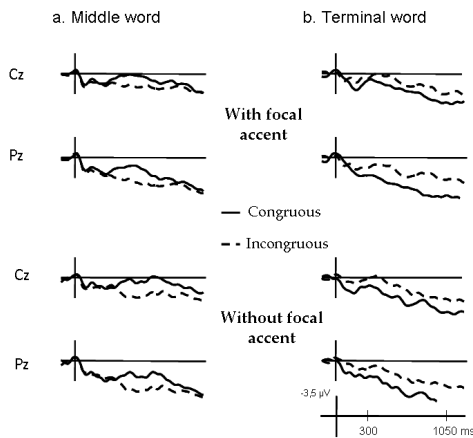 a. Middle word
b. Terminal word
Cz
With focal
accent
Pz
Congruous
Incongruous
Cz
Without focal
accent
Pz
-3,5 µV
300
1050 ms